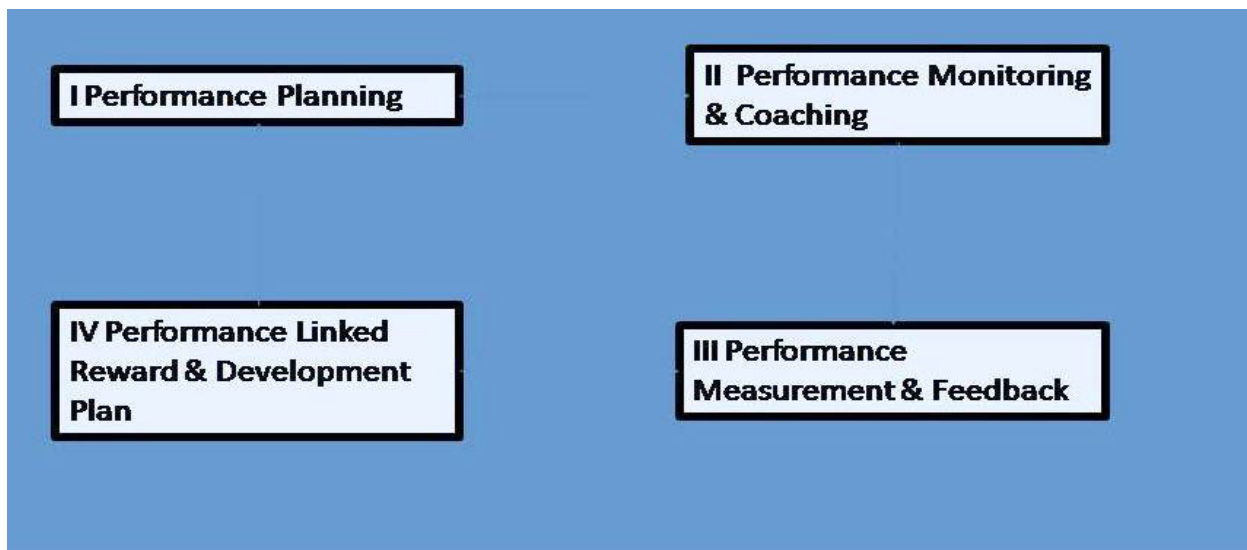 I Performance Planning
II Performance Monitoring
& Coaching
III Performance
Measurement & Feedback
IV Performance Linked
Reward & Development
Plan